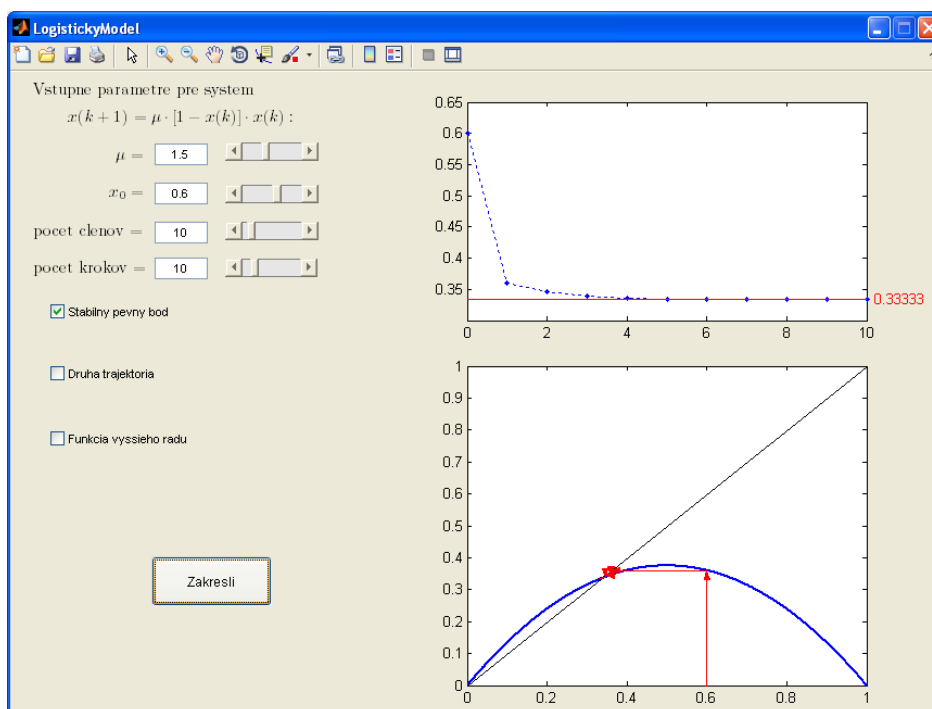 LogistickyModel
Vstupne parametre pre system
x(k + 1) = μ · [1 − x(k)] · x(k) :
μ = 1.5
x₀ = 0.6
pocet clenov = 10
pocet krokov = 10
Stabilny pevny bod
Druha trajektoria
Funkcia vyssieho radu
Zakresli
0.65
0.6
0.55
0.5
0.45
0.4
0.35
0.33333
0 2 4 6 8 10
1
0.9
0.8
0.7
0.6
0.5
0.4
0.3
0.2
0.1
0
0 0.2 0.4 0.6 0.8 1